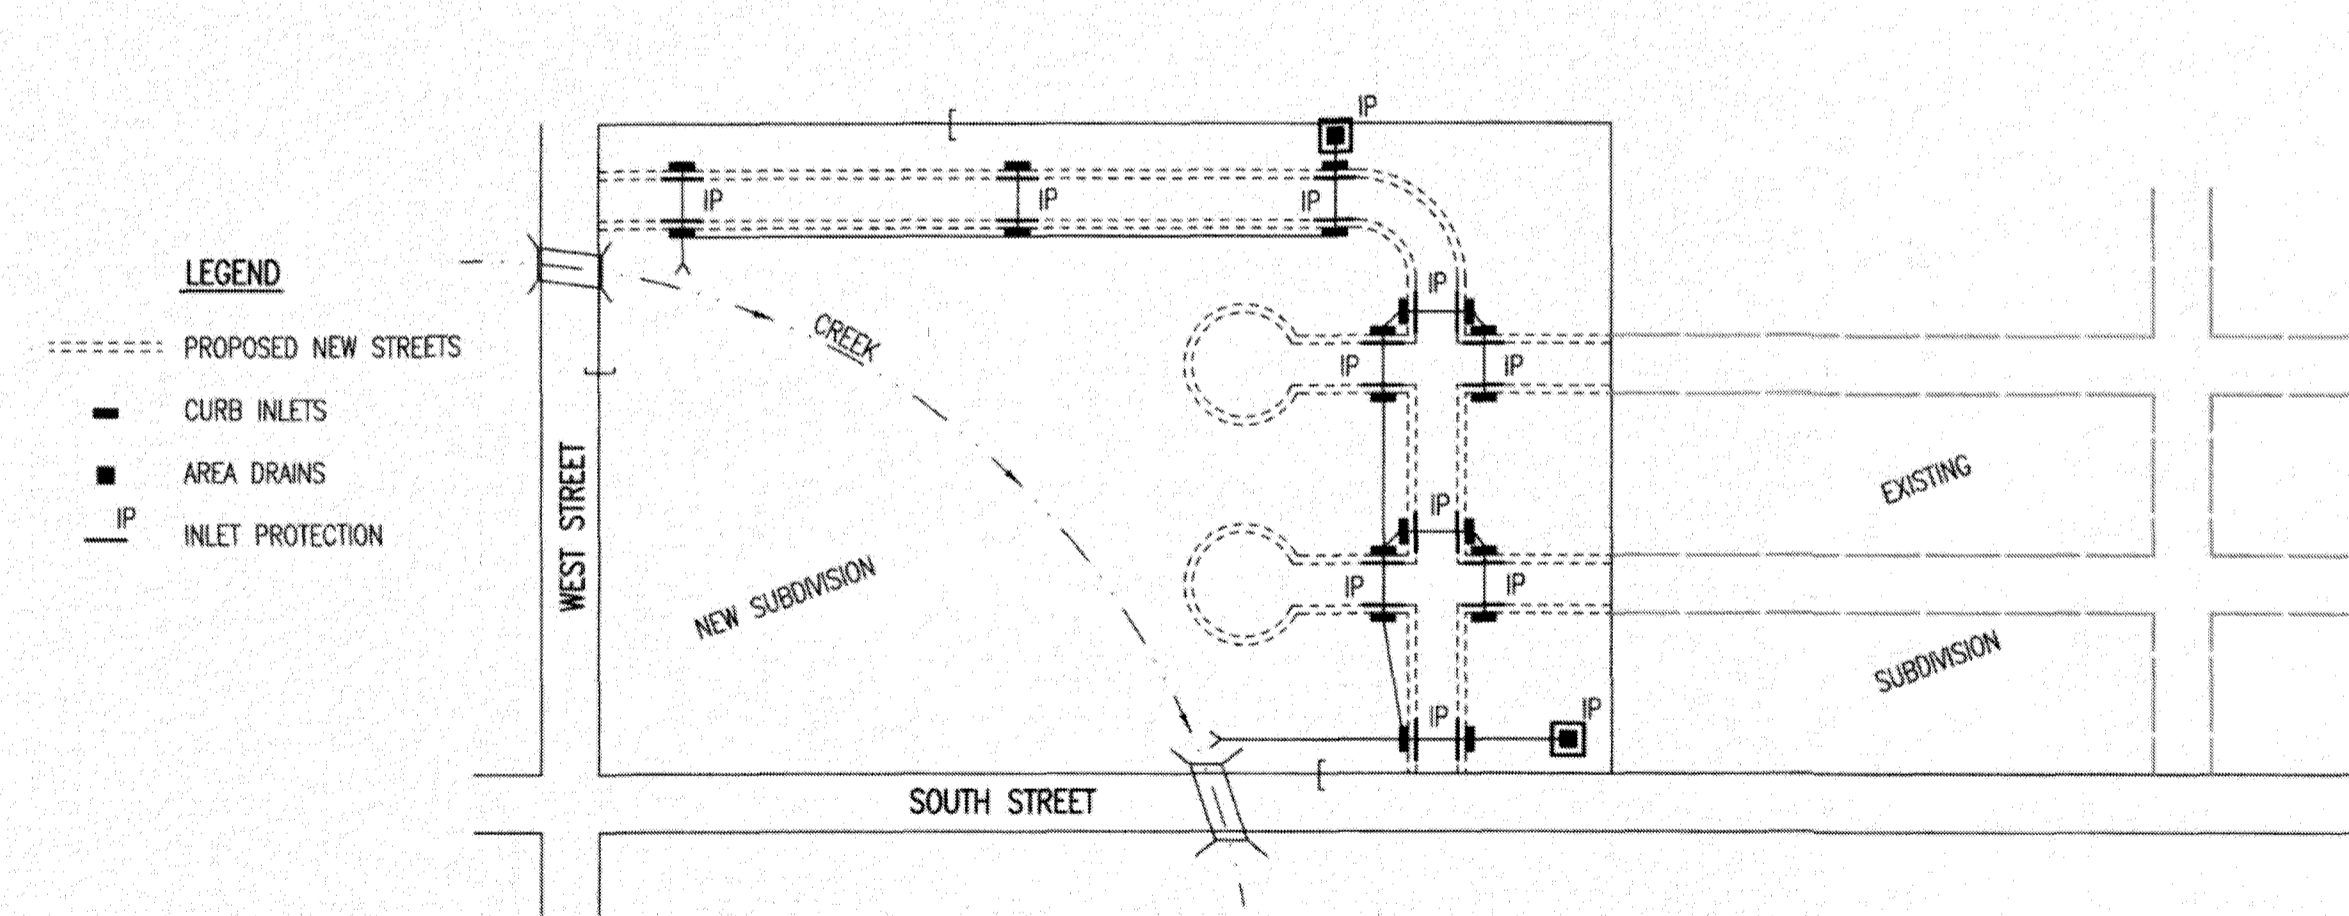 IP
IP
IP
IP
LEGEND
IP
PROPOSED NEW STREETS
CREEK
IP
IP
CURB INLETS
AREA DRAINS
EXISTING
IP
IP
INLET PROTECTION
WEST STREET
NEW SUBDIVISION
IP
IP
SUBDIVISION
IP
IP
SOUTH STREET